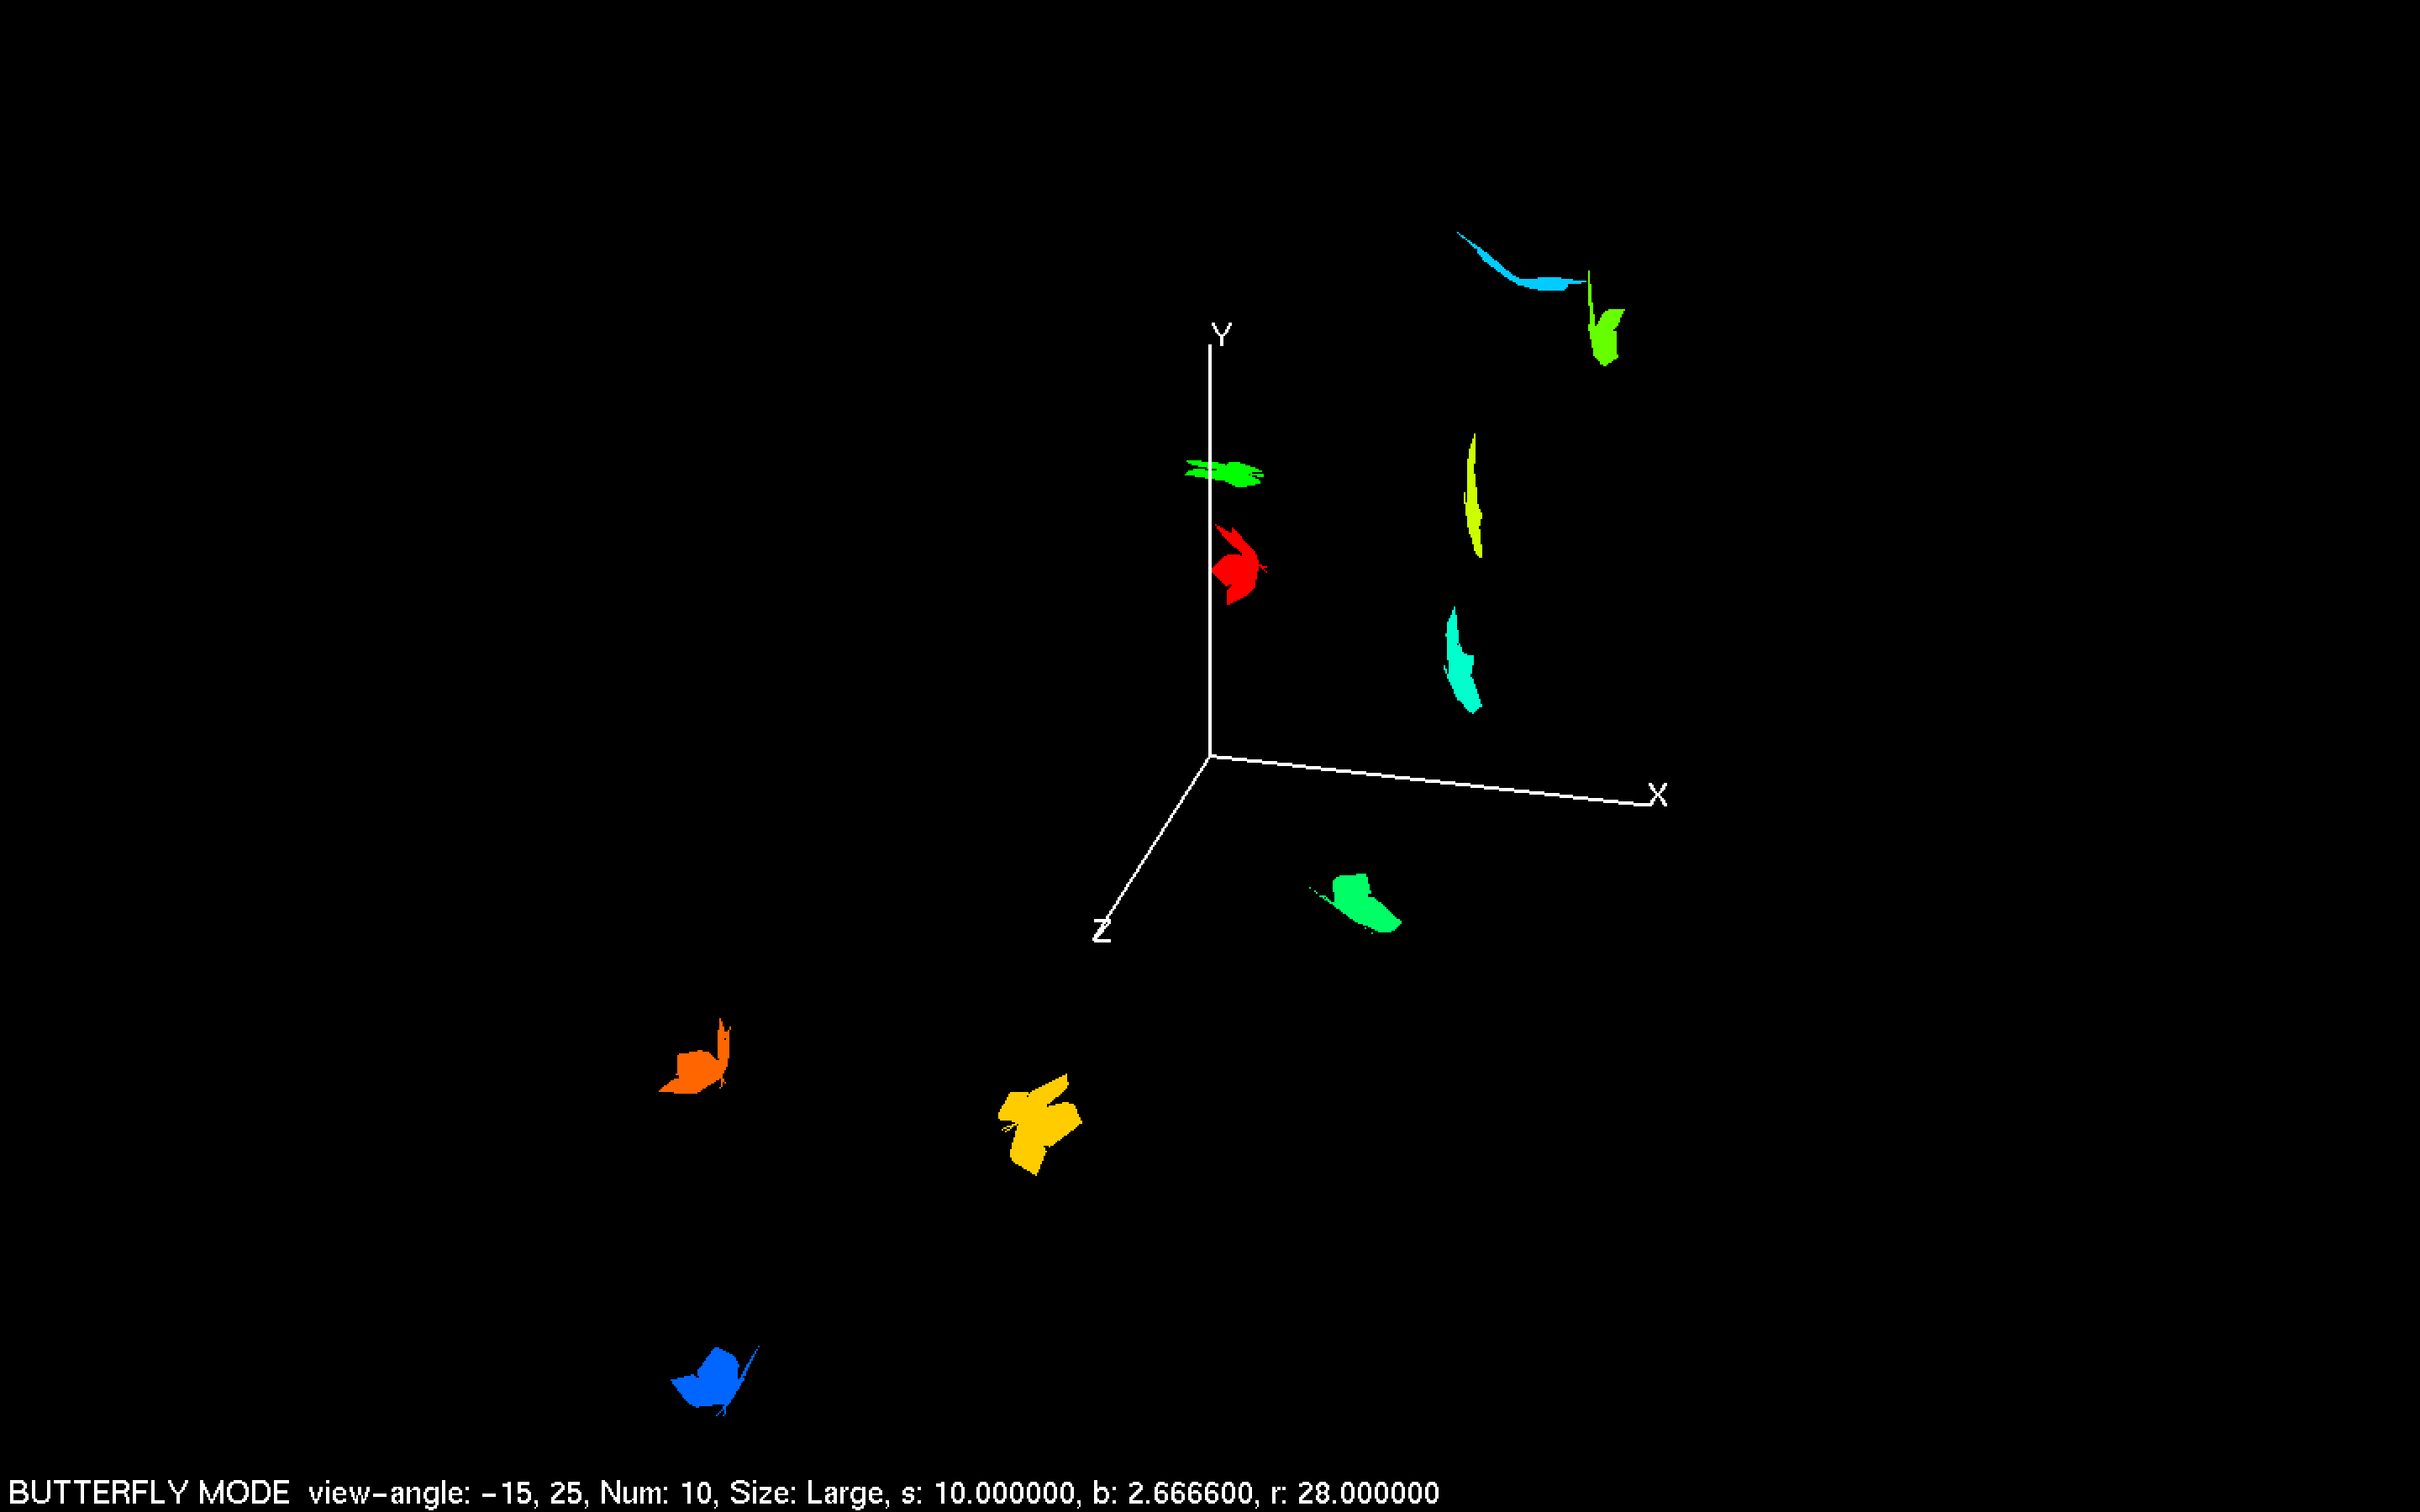 Y
X
Z
BUTTERFLY MODE view-angle: -15, 25, Num: 10, Size: Large, s: 10.000000, b: 2.666600, r: 28.000000